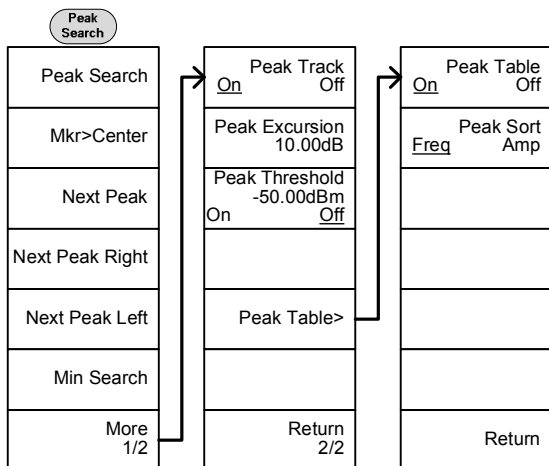 Peak
Search
Peak Search
Mkr>Center
Next Peak
Next Peak Right
Next Peak Left
Min Search
More
1/2
Peak Track
On Off
Peak Excursion
10.00dB
Peak Threshold
-50.00dBm
On Off
Peak Table>
Return
2/2
Peak Table
On Off
Peak Sort
Freq Amp
Return